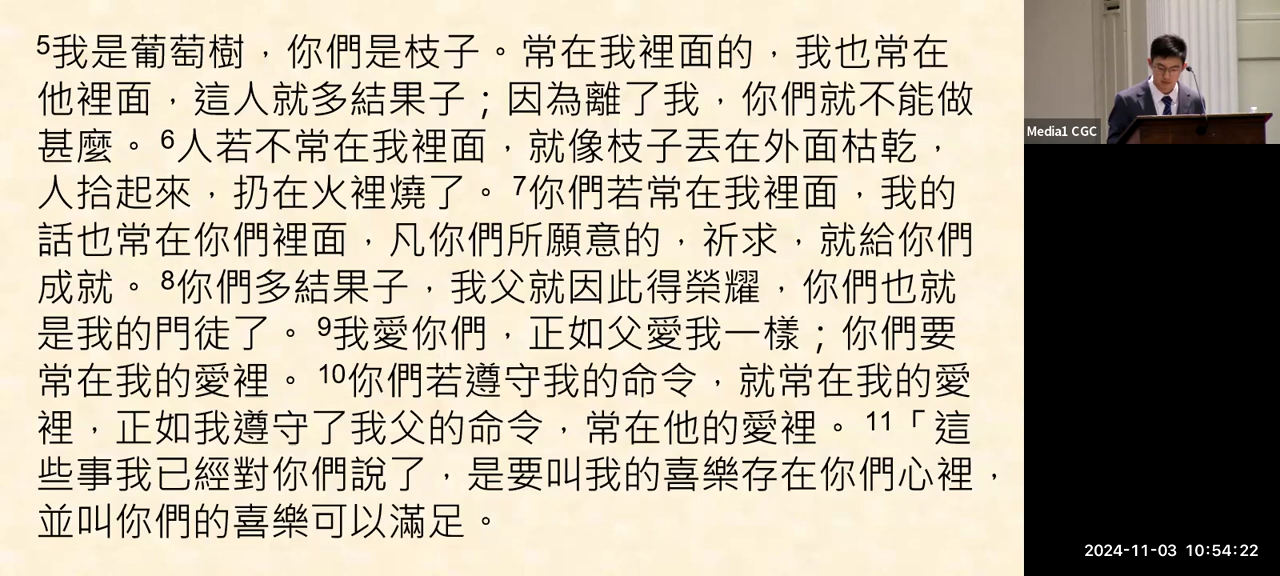 5我是葡萄樹，你們是枝子。常在我裡面的，我也常在
他裡面，這人就多結果子；因為離了我，你們就不能做
甚麼。 6人若不常在我裡面，就像枝子丟在外面枯乾，
人拾起來，扔在火裡燒了。 7你們若常在我裡面，我的
話也常在你們裡面，凡你們所願意的，祈求，就給你們
成就。 8你們多結果子，我父就因此得榮耀，你們也就
是我的門徒了。 9我愛你們，正如父愛我一樣；你們要
常在我的愛裡。 10你們若遵守我的命令，就常在我的愛
裡，正如我遵守了我父的命令，常在他的愛裡。 11「這
些事我已經對你們說了，是要叫我的喜樂存在你們心裡，
並叫你們的喜樂可以滿足。
Media1 CGC
2024-11-03 10:54:22